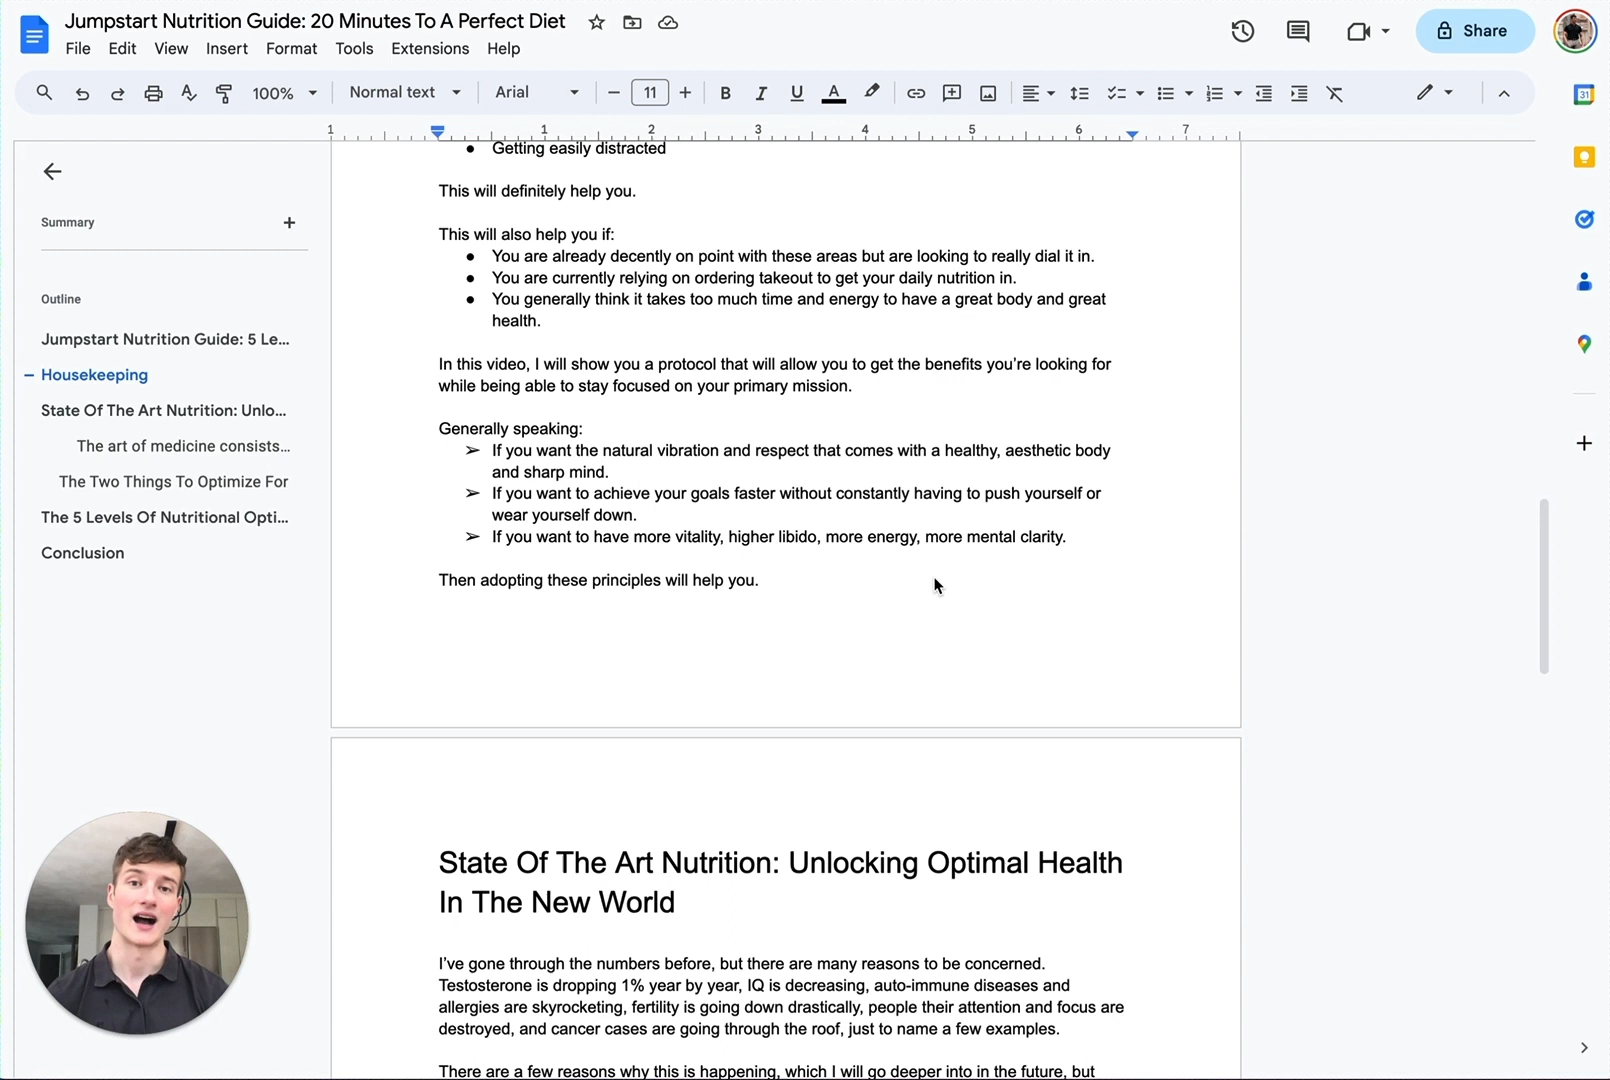 Jumpstart Nutrition Guide: 20 Minutes To A Perfect Diet
File Edit View Insert Format Tools Extensions Help
Share
100% Normal text Arial 11
1 1 2 3 4 5 6 7
31
Summary
Outline
Jumpstart Nutrition Guide: 5 Le...
Housekeeping
State Of The Art Nutrition: Unlo...
The art of medicine consists...
The Two Things To Optimize For
The 5 Levels Of Nutritional Opti...
Conclusion
● Getting easily distracted
This will definitely help you.
This will also help you if:
● You are already decently on point with these areas but are looking to really dial it in.
● You are currently relying on ordering takeout to get your daily nutrition in.
● You generally think it takes too much time and energy to have a great body and great
health.
In this video, I will show you a protocol that will allow you to get the benefits you're looking for
while being able to stay focused on your primary mission.
Generally speaking:
➢ If you want the natural vibration and respect that comes with a healthy, aesthetic body
and sharp mind.
➢ If you want to achieve your goals faster without constantly having to push yourself or
wear yourself down.
➢ If you want to have more vitality, higher libido, more energy, more mental clarity.
Then adopting these principles will help you.
State Of The Art Nutrition: Unlocking Optimal Health
In The New World
I've gone through the numbers before, but there are many reasons to be concerned.
Testosterone is dropping 1% year by year, IQ is decreasing, auto-immune diseases and
allergies are skyrocketing, fertility is going down drastically, people their attention and focus are
destroyed, and cancer cases are going through the roof, just to name a few examples.
There are a few reasons why this is happening, which I will go deeper into in the future, but